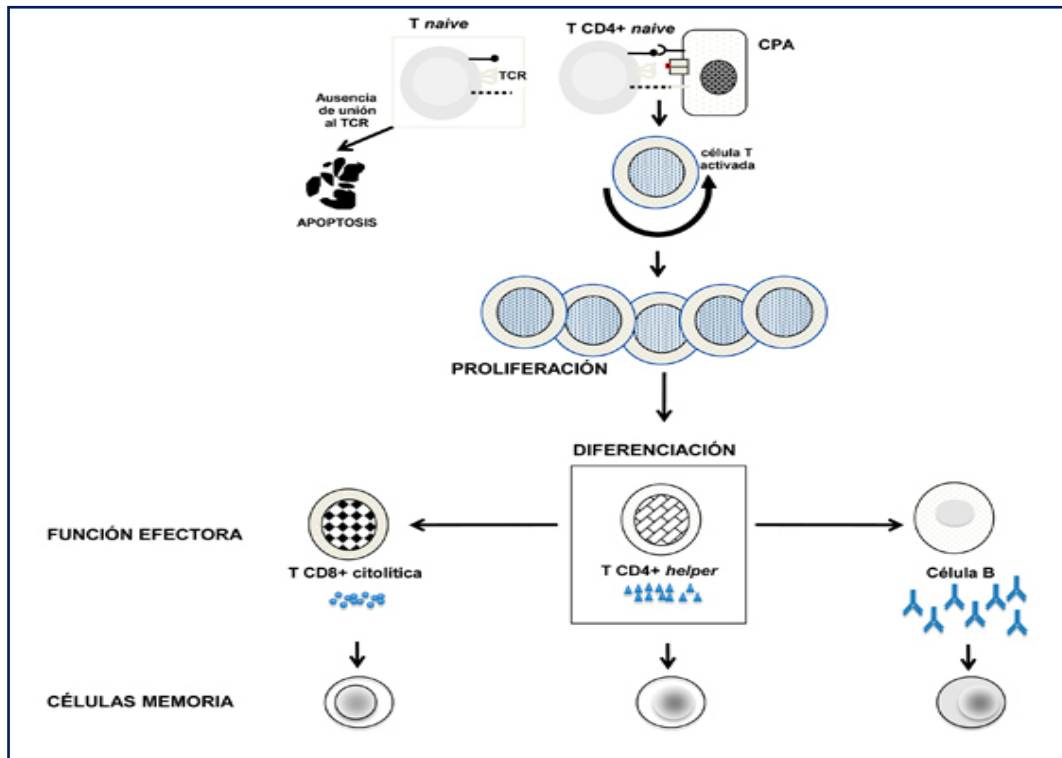 T naive
T CD4+ naive
CPA
TCR
Ausencia
de unión
al TCR
célula T
activada
APOPTOSIS
PROLIFERACIÓN
DIFERENCIACIÓN
FUNCIÓN EFECTORA
T CD8+ citolítica
T CD4+ helper
Célula B
CÉLULAS MEMORIA